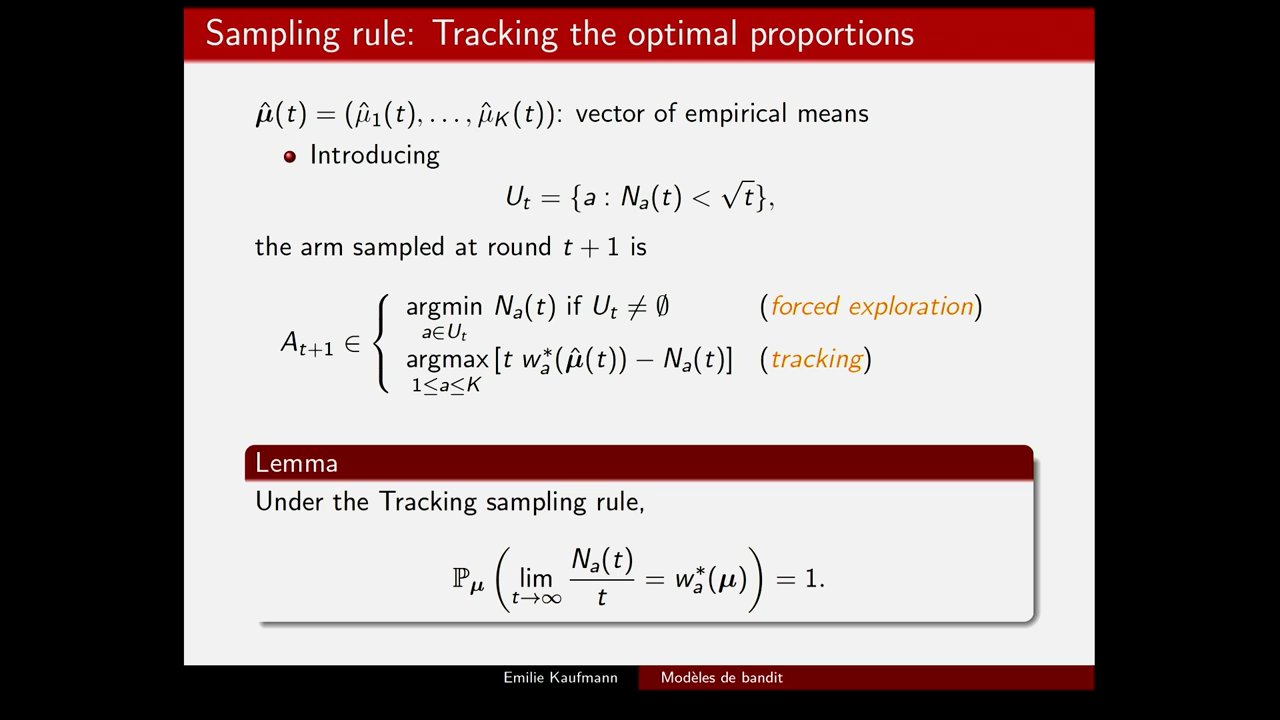 Sampling rule: Tracking the optimal proportions
μ̂(t) = (μ̂₁(t), . . . , μ̂_K(t)): vector of empirical means
Introducing
U_t = {a : N_a(t) < √t},
the arm sampled at round t + 1 is
A_{t+1} ∈ { argmin_{a∈U_t} N_a(t) if U_t ≠ ∅ (forced exploration)
argmax_{1≤a≤K} [t w*_a(μ̂(t)) − N_a(t)] (tracking)
Lemma
Under the Tracking sampling rule,
ℙ_μ ( lim_{t→∞} N_a(t)/t = w*_a(μ) ) = 1.
Emilie Kaufmann Modèles de bandit